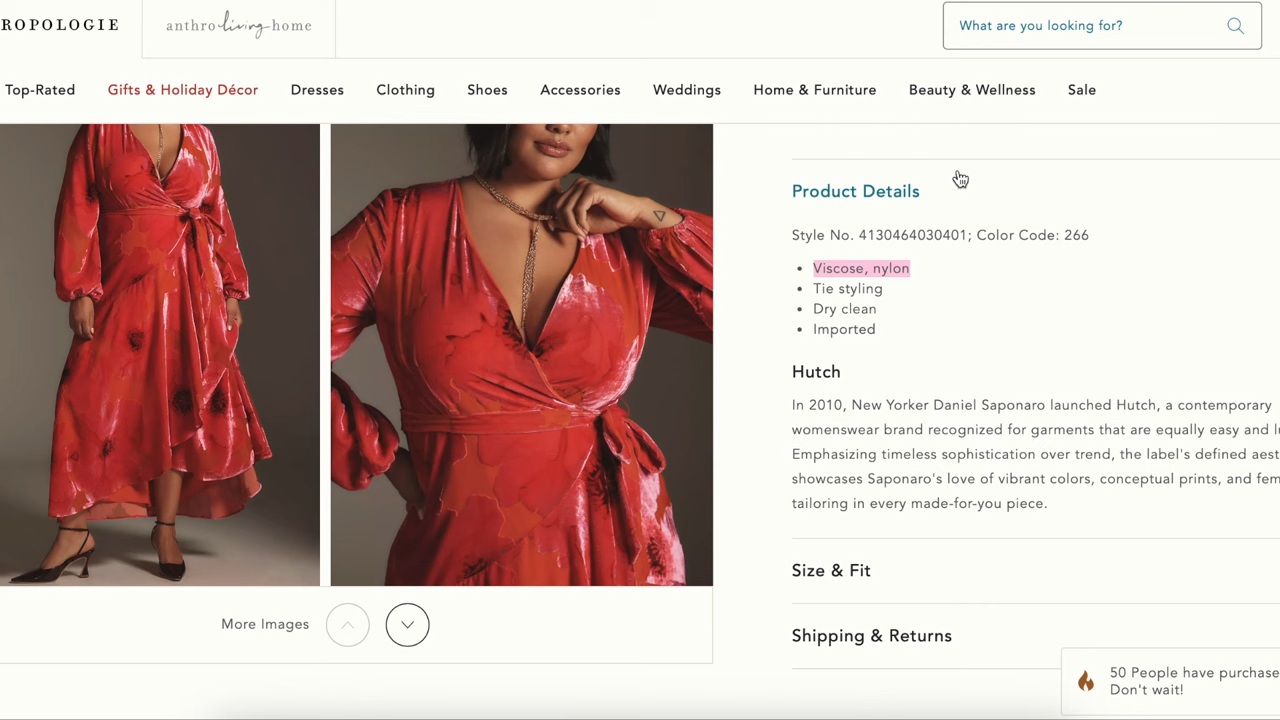 ROPOLOGIE
anthro living home
What are you looking for?
Top-Rated Gifts & Holiday Décor Dresses Clothing Shoes Accessories Weddings Home & Furniture Beauty & Wellness Sale
Product Details
Style No. 4130464030401; Color Code: 266
Viscose, nylon
Tie styling
Dry clean
Imported
Hutch
In 2010, New Yorker Daniel Saponaro launched Hutch, a contemporary
womenswear brand recognized for garments that are equally easy and lu
Emphasizing timeless sophistication over trend, the label's defined aest
showcases Saponaro's love of vibrant colors, conceptual prints, and fem
tailoring in every made-for-you piece.
Size & Fit
More Images
Shipping & Returns
50 People have purchase
Don't wait!